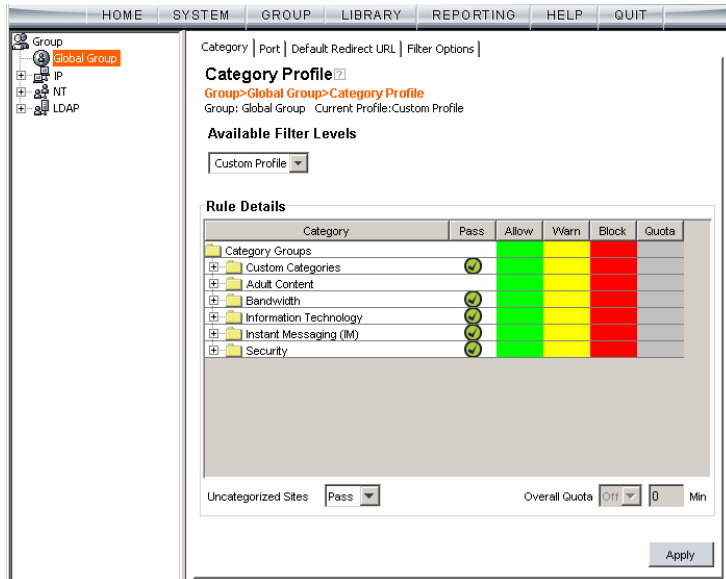 HOME SYSTEM GROUP LIBRARY REPORTING HELP QUIT
Group
Global Group
IP
NT
LDAP
Category Port Default Redirect URL Filter Options
Category Profile ?
Group>Global Group>Category Profile
Group: Global Group Current Profile:Custom Profile
Available Filter Levels
Custom Profile
Rule Details
Category Pass Allow Warn Block Quota
Category Groups
Custom Categories
Adult Content
Bandwidth
Information Technology
Instant Messaging (IM)
Security
Uncategorized Sites Pass Overall Quota Off 0 Min
Apply